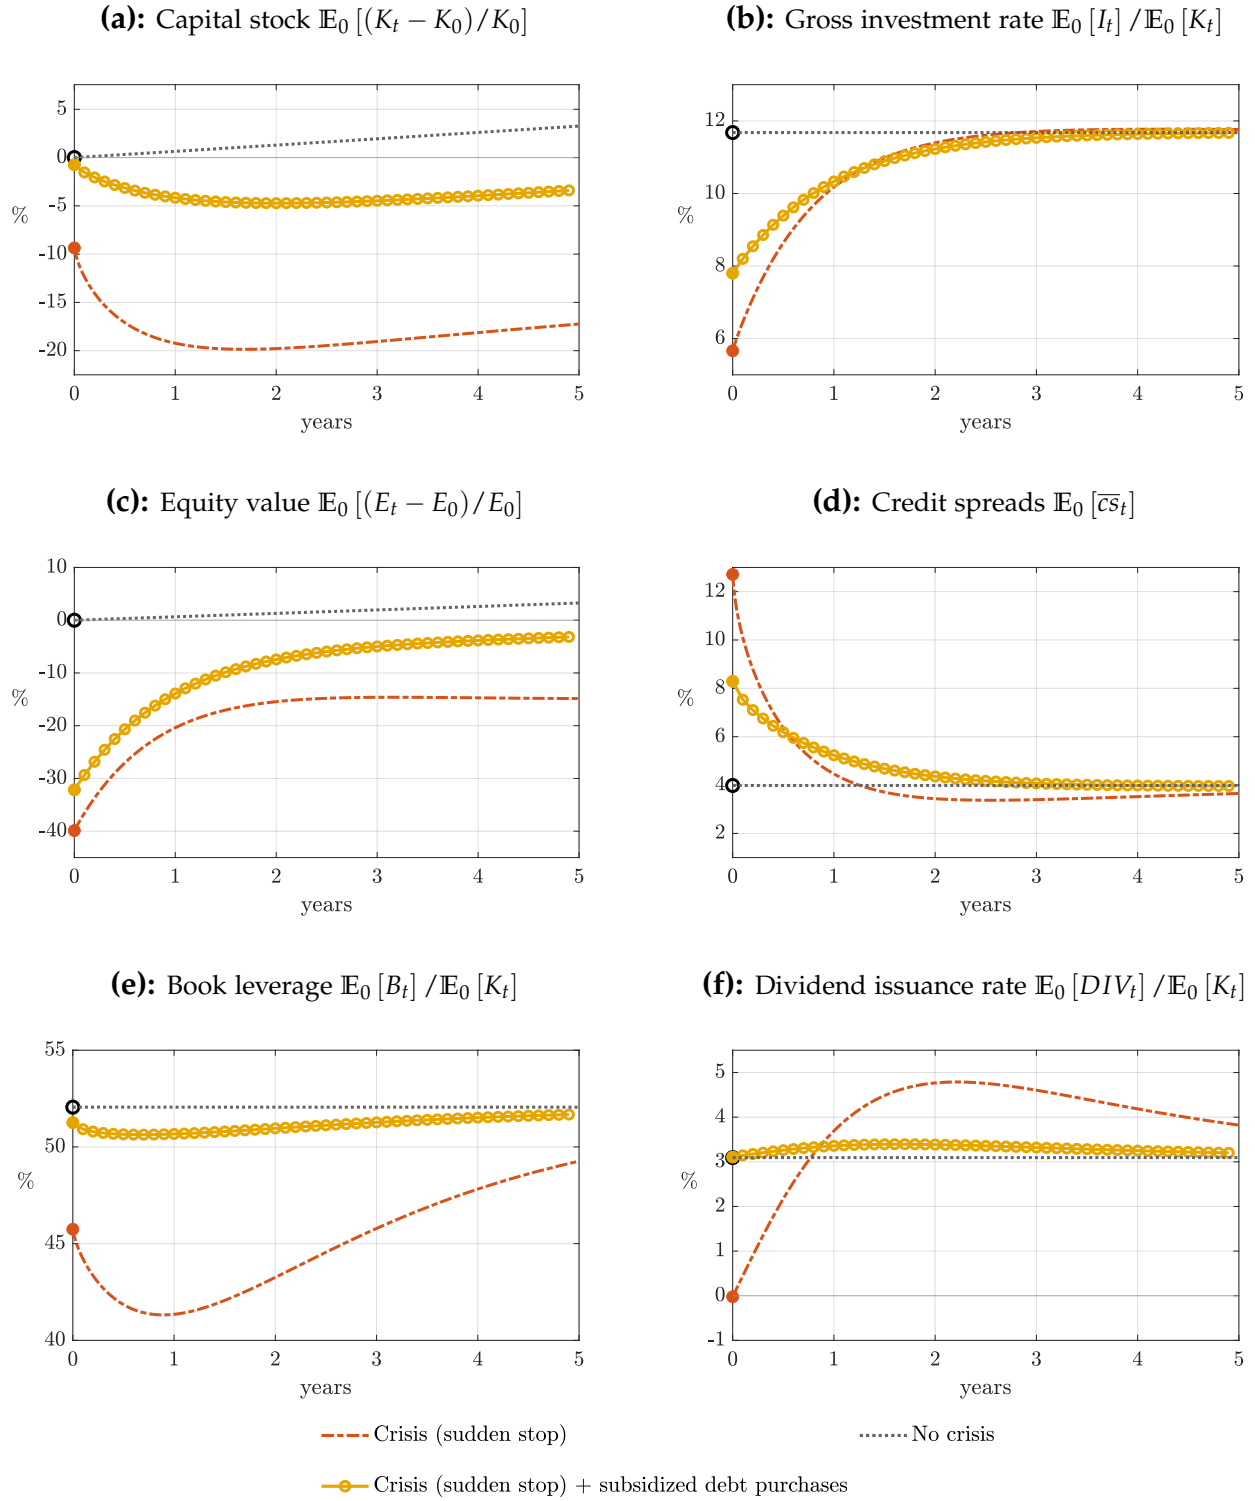 (a): Capital stock 𝔼₀ [(Kₜ − K₀)/K₀]
(b): Gross investment rate 𝔼₀ [Iₜ] /𝔼₀ [Kₜ]
5
0
-5
%
-10
-15
-20
0 1 2 3 4 5
years
12
10
%
8
6
0 1 2 3 4 5
years
(c): Equity value 𝔼₀ [(Eₜ − E₀)/E₀]
(d): Credit spreads 𝔼₀ [c̅s̅ₜ]
10
0
-10
%
-20
-30
-40
0 1 2 3 4 5
years
12
10
8
%
6
4
2
0 1 2 3 4 5
years
(e): Book leverage 𝔼₀ [Bₜ] /𝔼₀ [Kₜ]
(f): Dividend issuance rate 𝔼₀ [DIVₜ] /𝔼₀ [Kₜ]
55
50
%
45
40
0 1 2 3 4 5
years
5
4
3
%
2
1
0
-1
0 1 2 3 4 5
years
Crisis (sudden stop)
No crisis
Crisis (sudden stop) + subsidized debt purchases